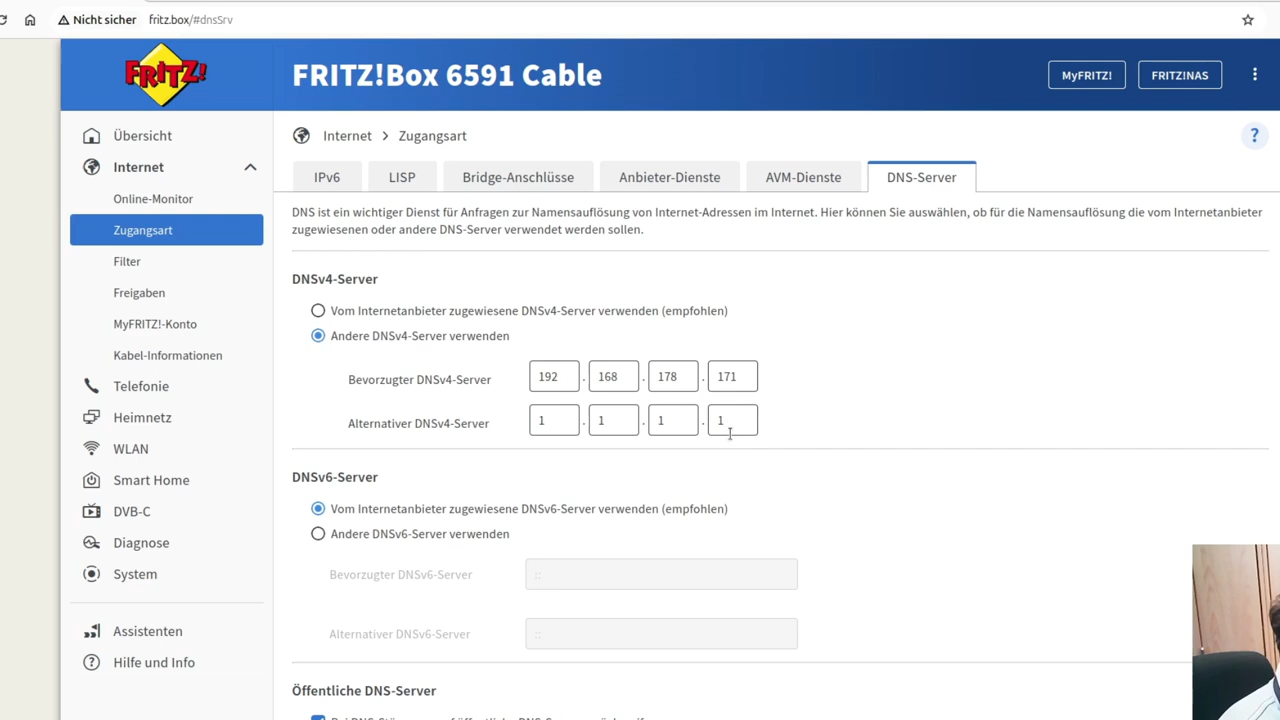 Nicht sicher fritz.box/#dnsSrv
FRITZ!
FRITZ!Box 6591 Cable
MyFRITZ!
FRITZ!NAS
Übersicht
Internet
Online-Monitor
Zugangsart
Filter
Freigaben
MyFRITZ!-Konto
Kabel-Informationen
Telefonie
Heimnetz
WLAN
Smart Home
DVB-C
Diagnose
System
Assistenten
Hilfe und Info
Internet > Zugangsart
?
IPv6 LISP Bridge-Anschlüsse Anbieter-Dienste AVM-Dienste DNS-Server
DNS ist ein wichtiger Dienst für Anfragen zur Namensauflösung von Internet-Adressen im Internet. Hier können Sie auswählen, ob für die Namensauflösung die vom Internetanbieter
zugewiesenen oder andere DNS-Server verwendet werden sollen.
DNSv4-Server
Vom Internetanbieter zugewiesene DNSv4-Server verwenden (empfohlen)
Andere DNSv4-Server verwenden
Bevorzugter DNSv4-Server 192 . 168 . 178 . 171
Alternativer DNSv4-Server 1 . 1 . 1 . 1
DNSv6-Server
Vom Internetanbieter zugewiesene DNSv6-Server verwenden (empfohlen)
Andere DNSv6-Server verwenden
Bevorzugter DNSv6-Server ::
Alternativer DNSv6-Server ::
Öffentliche DNS-Server